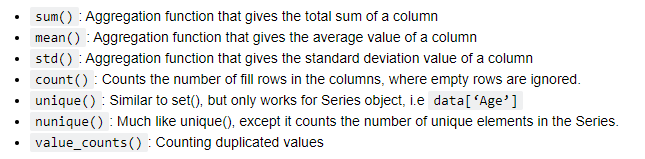 • sum() : Aggregation function that gives the total sum of a column
• mean() : Aggregation function that gives the average value of a column
• std() : Aggregation function that gives the standard deviation value of a column
• count() : Counts the number of fill rows in the columns, where empty rows are ignored.
• unique() : Similar to set(), but only works for Series object, i.e data[‘Age’]
• nunique() : Much like unique(), except it counts the number of unique elements in the Series.
• value_counts() : Counting duplicated values